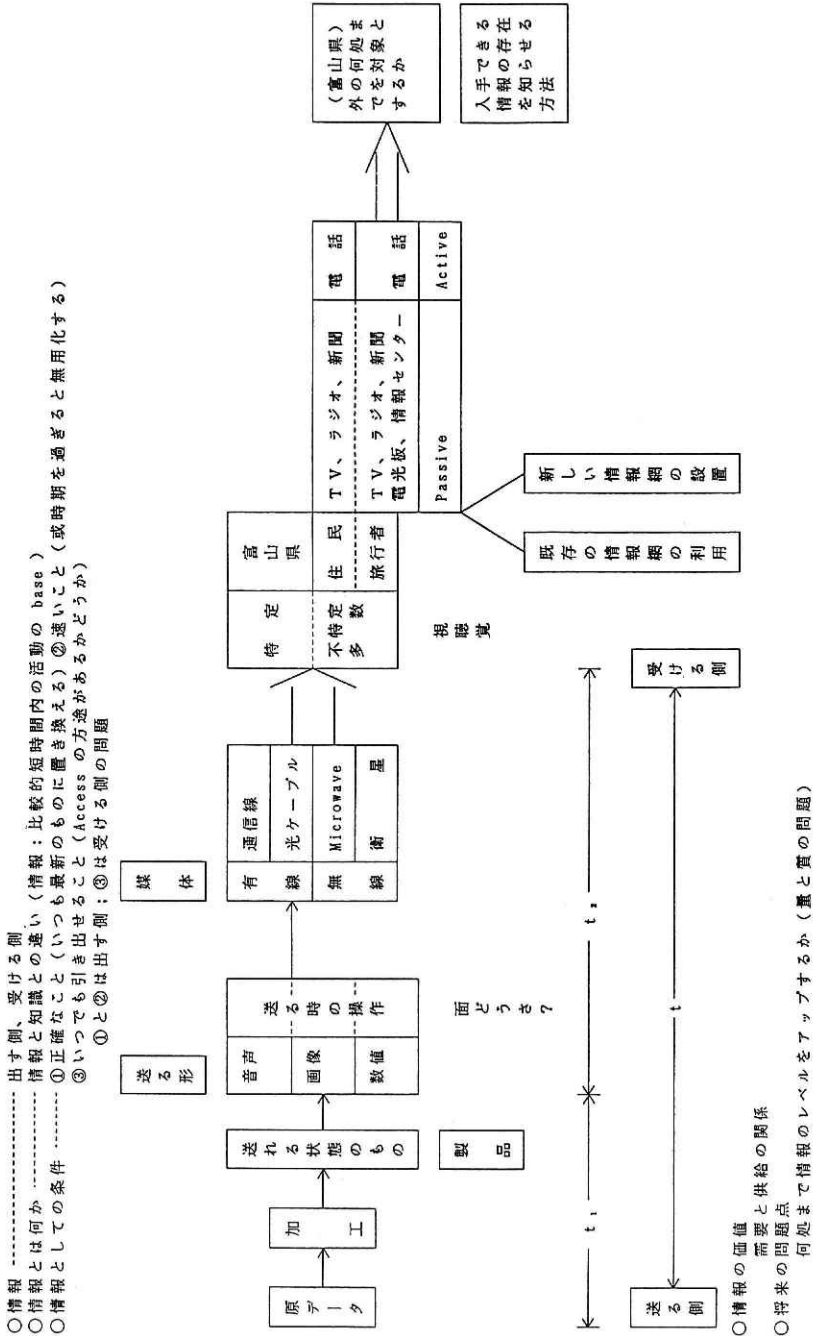 ○情報 ………………… 出す側、受ける側
○情報とは何か ………… 情報と知識との違い（情報：比較的短時間内の活動の base ）
○情報としての条件 ……… ①正確なこと（いつも最新のものに置き換える）②速いこと（或時期を過ぎると無用化する）
③いつでも引き出せること（Access の方途があるかどうか）
①と②は出す側；③は受ける側の問題
原データ
加工
送れる状態のもの
製品
送る形
音声
画像
数値
送る時の操作
面どうさ？
媒体
有線
無線
通信線
光ケーブル
Microwave
衛星
特定
不特定
多数
富山県
住民
旅行者
視聴覚
TV、ラジオ、新聞
電話
TV、ラジオ、新聞
電光板、情報センター
電話
Passive
Active
既存の情報網の利用
新しい情報網の設置
（富山県）
外の何処ま
でを対象と
するか
入手できる
情報の存在
を知らせる
方法
t₁
t₂
送る側
t
受ける側
○情報の価値
需要と供給の関係
○将来の問題点
何処まで情報のレベルをアップするか（量と質の問題）